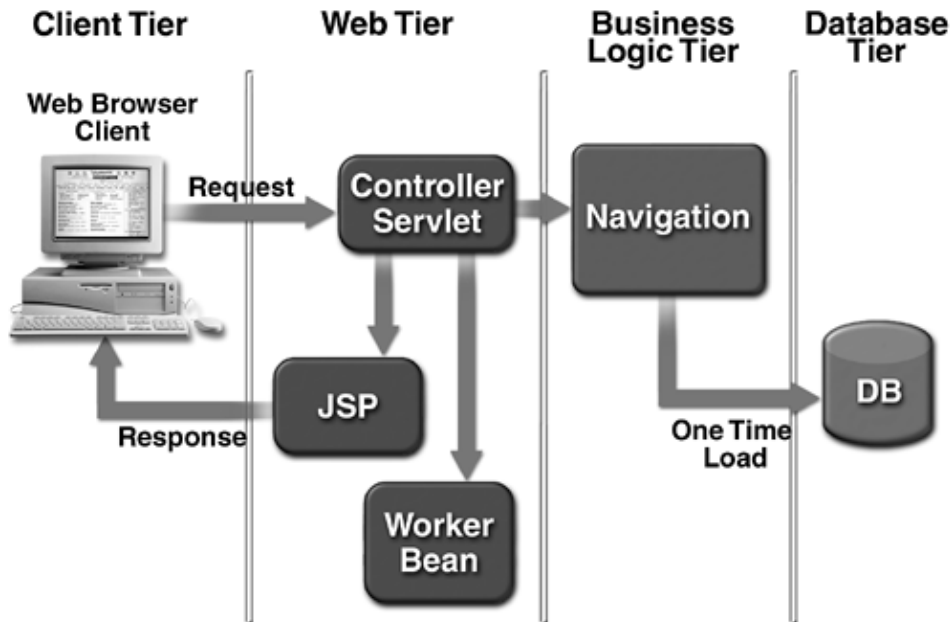 Client Tier
Web Tier
Business
Logic Tier
Database
Tier
Web Browser
Client
Request
Controller
Servlet
Navigation
JSP
Response
DB
One Time
Load
Worker
Bean